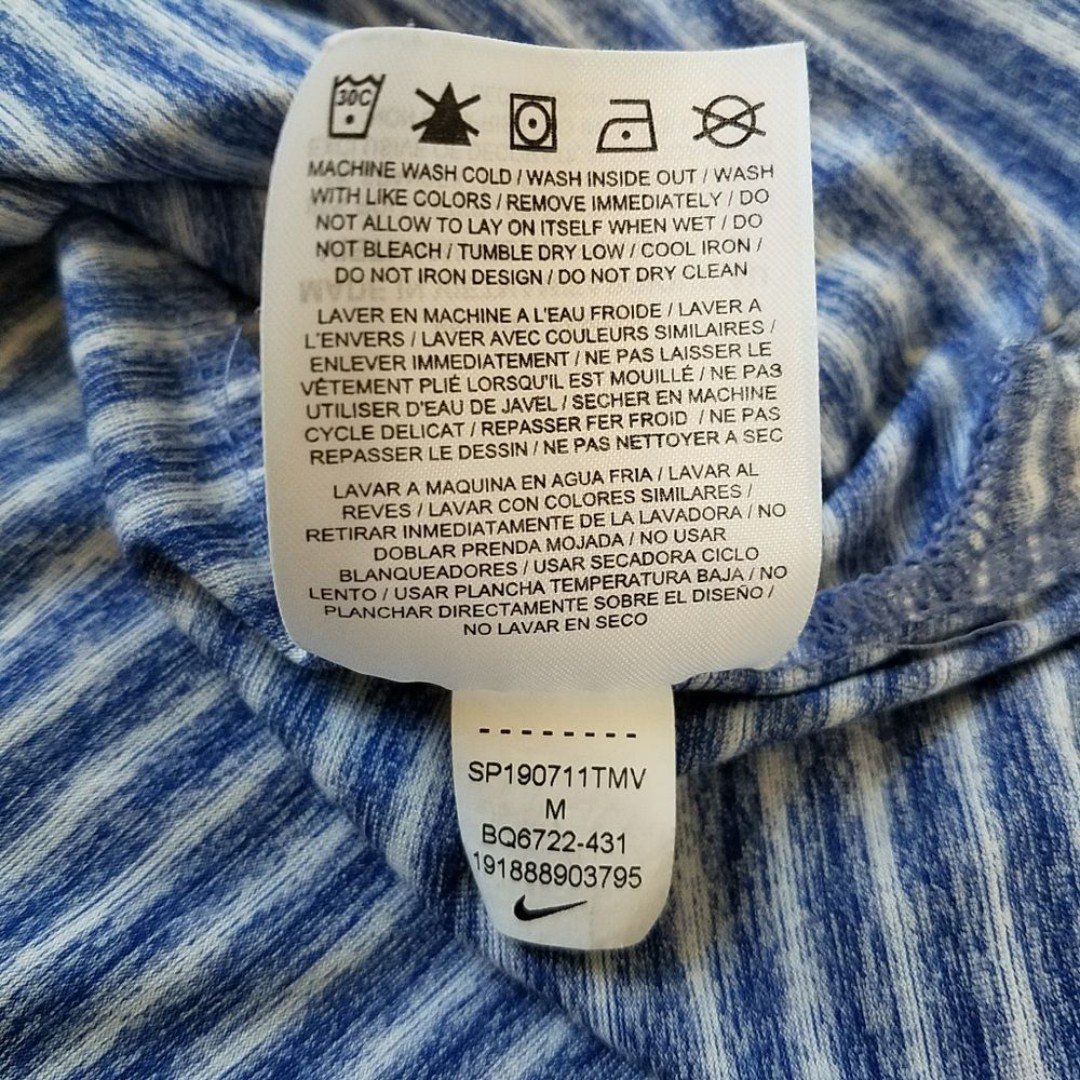 30C
MACHINE WASH COLD / WASH INSIDE OUT / WASH
WITH LIKE COLORS / REMOVE IMMEDIATELY / DO
NOT ALLOW TO LAY ON ITSELF WHEN WET / DO
NOT BLEACH / TUMBLE DRY LOW / COOL IRON /
DO NOT IRON DESIGN / DO NOT DRY CLEAN
LAVER EN MACHINE A L'EAU FROIDE / LAVER A
L'ENVERS / LAVER AVEC COULEURS SIMILAIRES /
ENLEVER IMMEDIATEMENT / NE PAS LAISSER LE
VÊTEMENT PLIÉ LORSQU'IL EST MOUILLÉ / NE PAS
UTILISER D'EAU DE JAVEL / SECHER EN MACHINE
CYCLE DELICAT / REPASSER FER FROID / NE PAS
REPASSER LE DESSIN / NE PAS NETTOYER A SEC
LAVAR A MAQUINA EN AGUA FRIA / LAVAR AL
REVES / LAVAR CON COLORES SIMILARES /
RETIRAR INMEDIATAMENTE DE LA LAVADORA / NO
DOBLAR PRENDA MOJADA / NO USAR
BLANQUEADORES / USAR SECADORA CICLO
LENTO / USAR PLANCHA TEMPERATURA BAJA / NO
PLANCHAR DIRECTAMENTE SOBRE EL DISEÑO /
NO LAVAR EN SECO
--------
SP190711TMV
M
BQ6722-431
191888903795